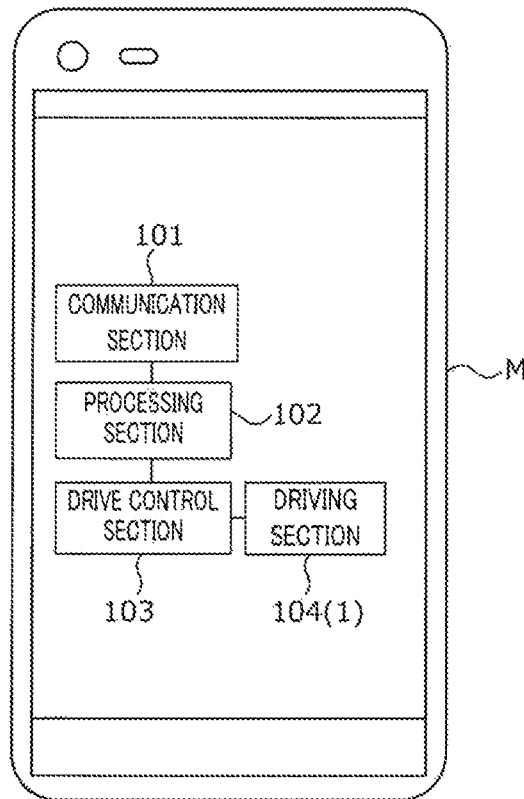 101
COMMUNICATION
SECTION
M
PROCESSING
SECTION
102
DRIVE CONTROL
SECTION
DRIVING
SECTION
103
104(1)